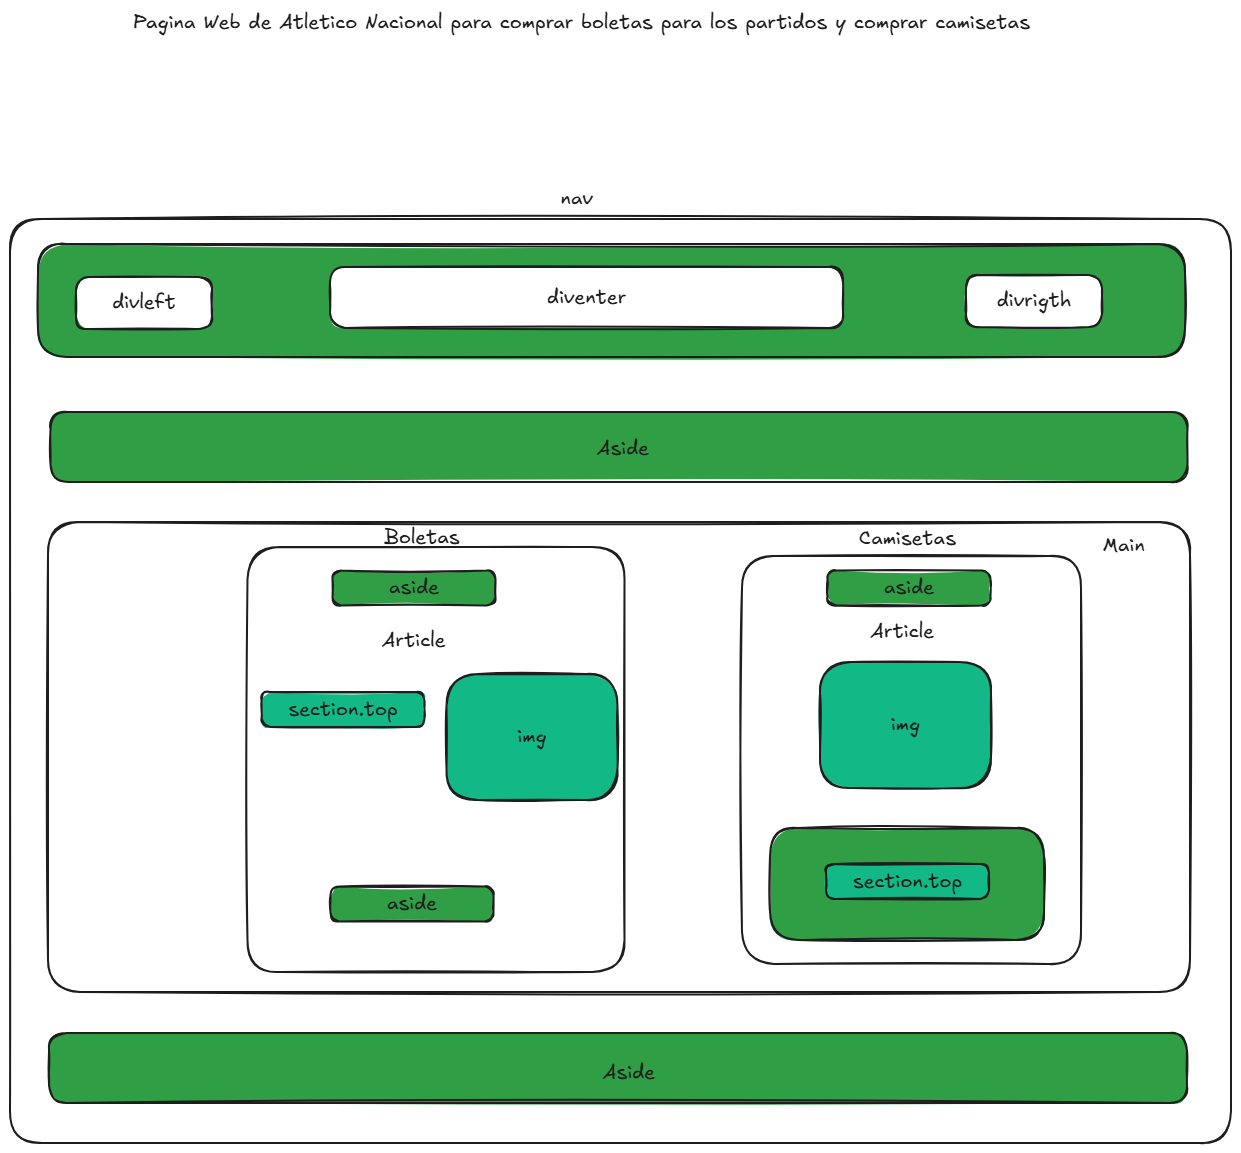 Pagina Web de Atletico Nacional para comprar boletas para los partidos y comprar camisetas
nav
divleft
diventer
divrigth
Aside
Boletas
Camisetas
Main
aside
aside
Article
Article
section.top
img
img
section.top
aside
Aside